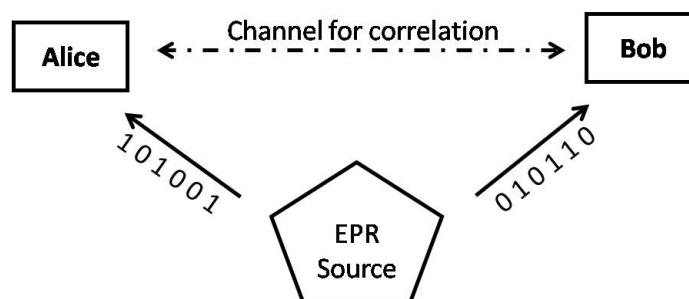 Channel for correlation
Alice
Bob
101001
010110
EPR
Source